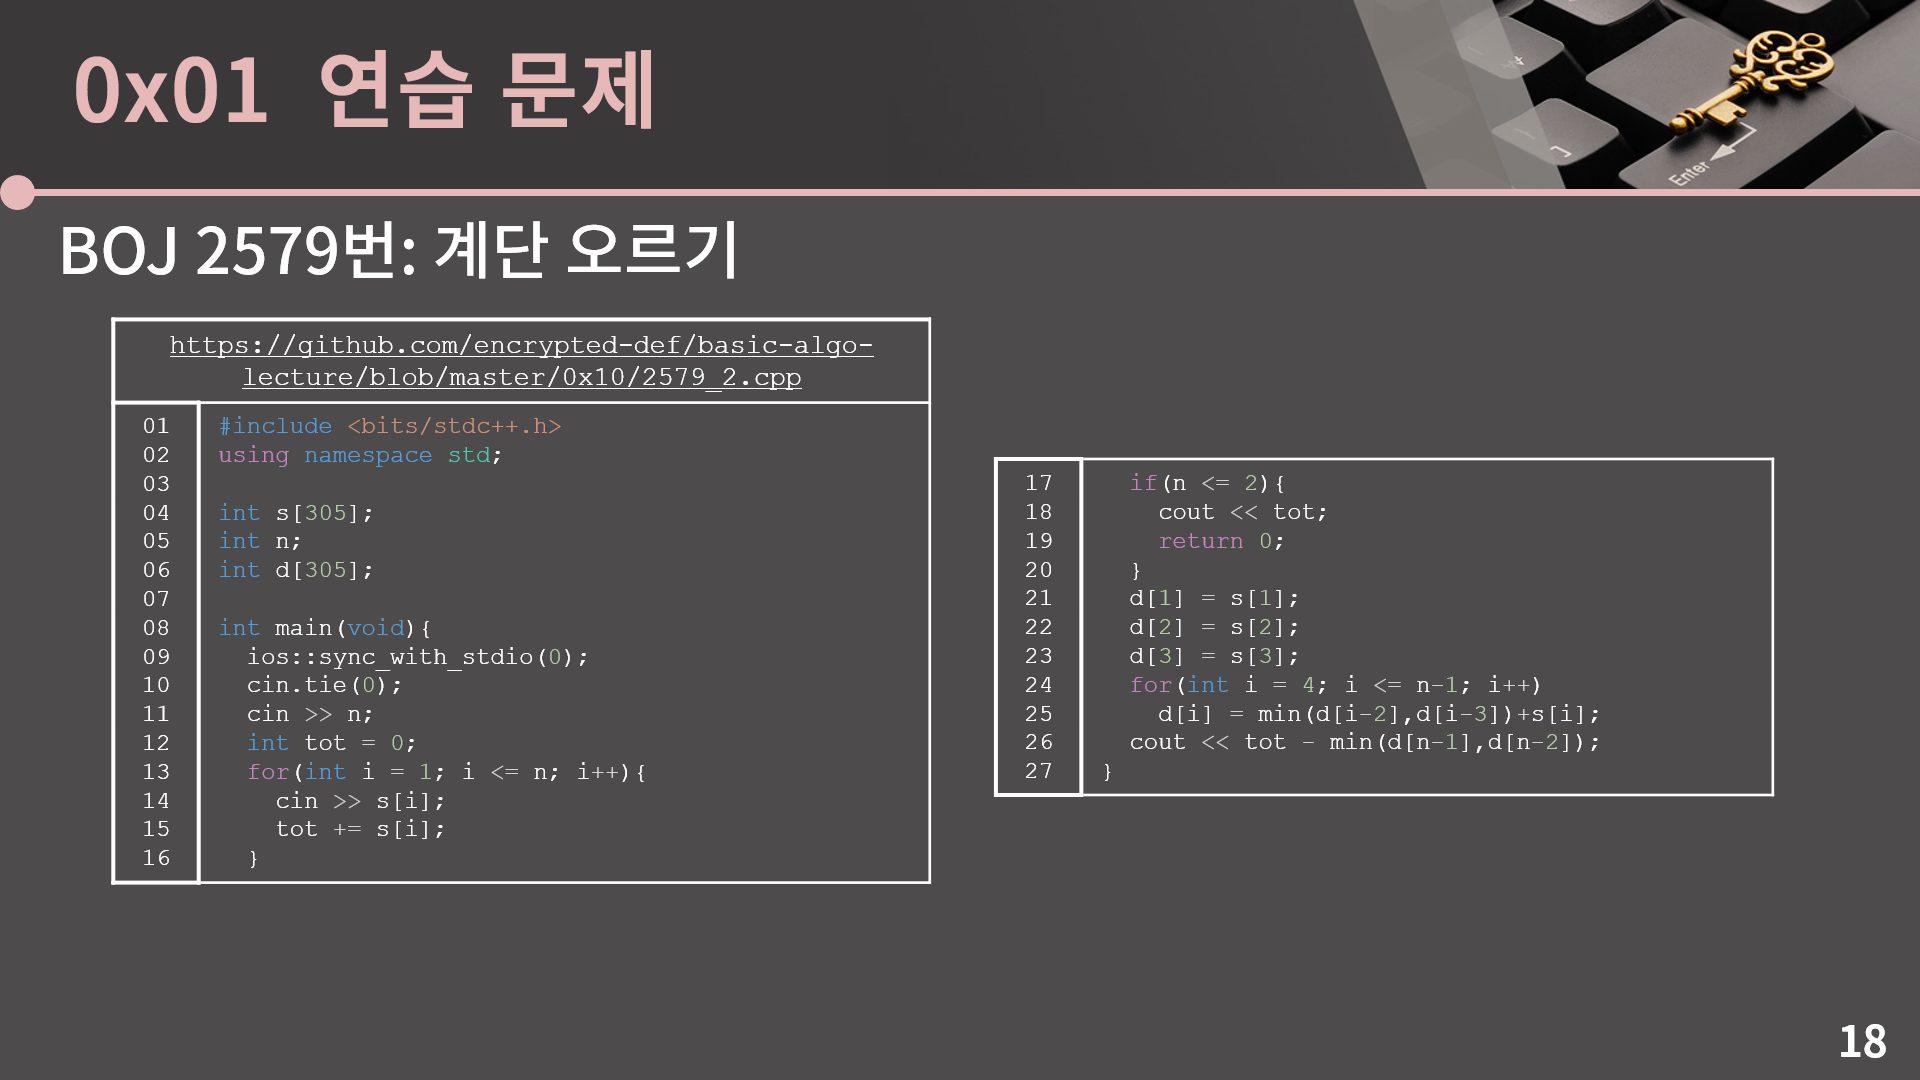 0x01 연습 문제
BOJ 2579번: 계단 오르기
https://github.com/encrypted-def/basic-algo-
lecture/blob/master/0x10/2579_2.cpp
01 #include <bits/stdc++.h>
02 using namespace std;
03
04 int s[305];
05 int n;
06 int d[305];
07
08 int main(void){
09   ios::sync_with_stdio(0);
10   cin.tie(0);
11   cin >> n;
12   int tot = 0;
13   for(int i = 1; i <= n; i++){
14     cin >> s[i];
15     tot += s[i];
16   }
17   if(n <= 2){
18     cout << tot;
19     return 0;
20   }
21   d[1] = s[1];
22   d[2] = s[2];
23   d[3] = s[3];
24   for(int i = 4; i <= n-1; i++)
25     d[i] = min(d[i-2],d[i-3])+s[i];
26   cout << tot - min(d[n-1],d[n-2]);
27 }
Enter
18